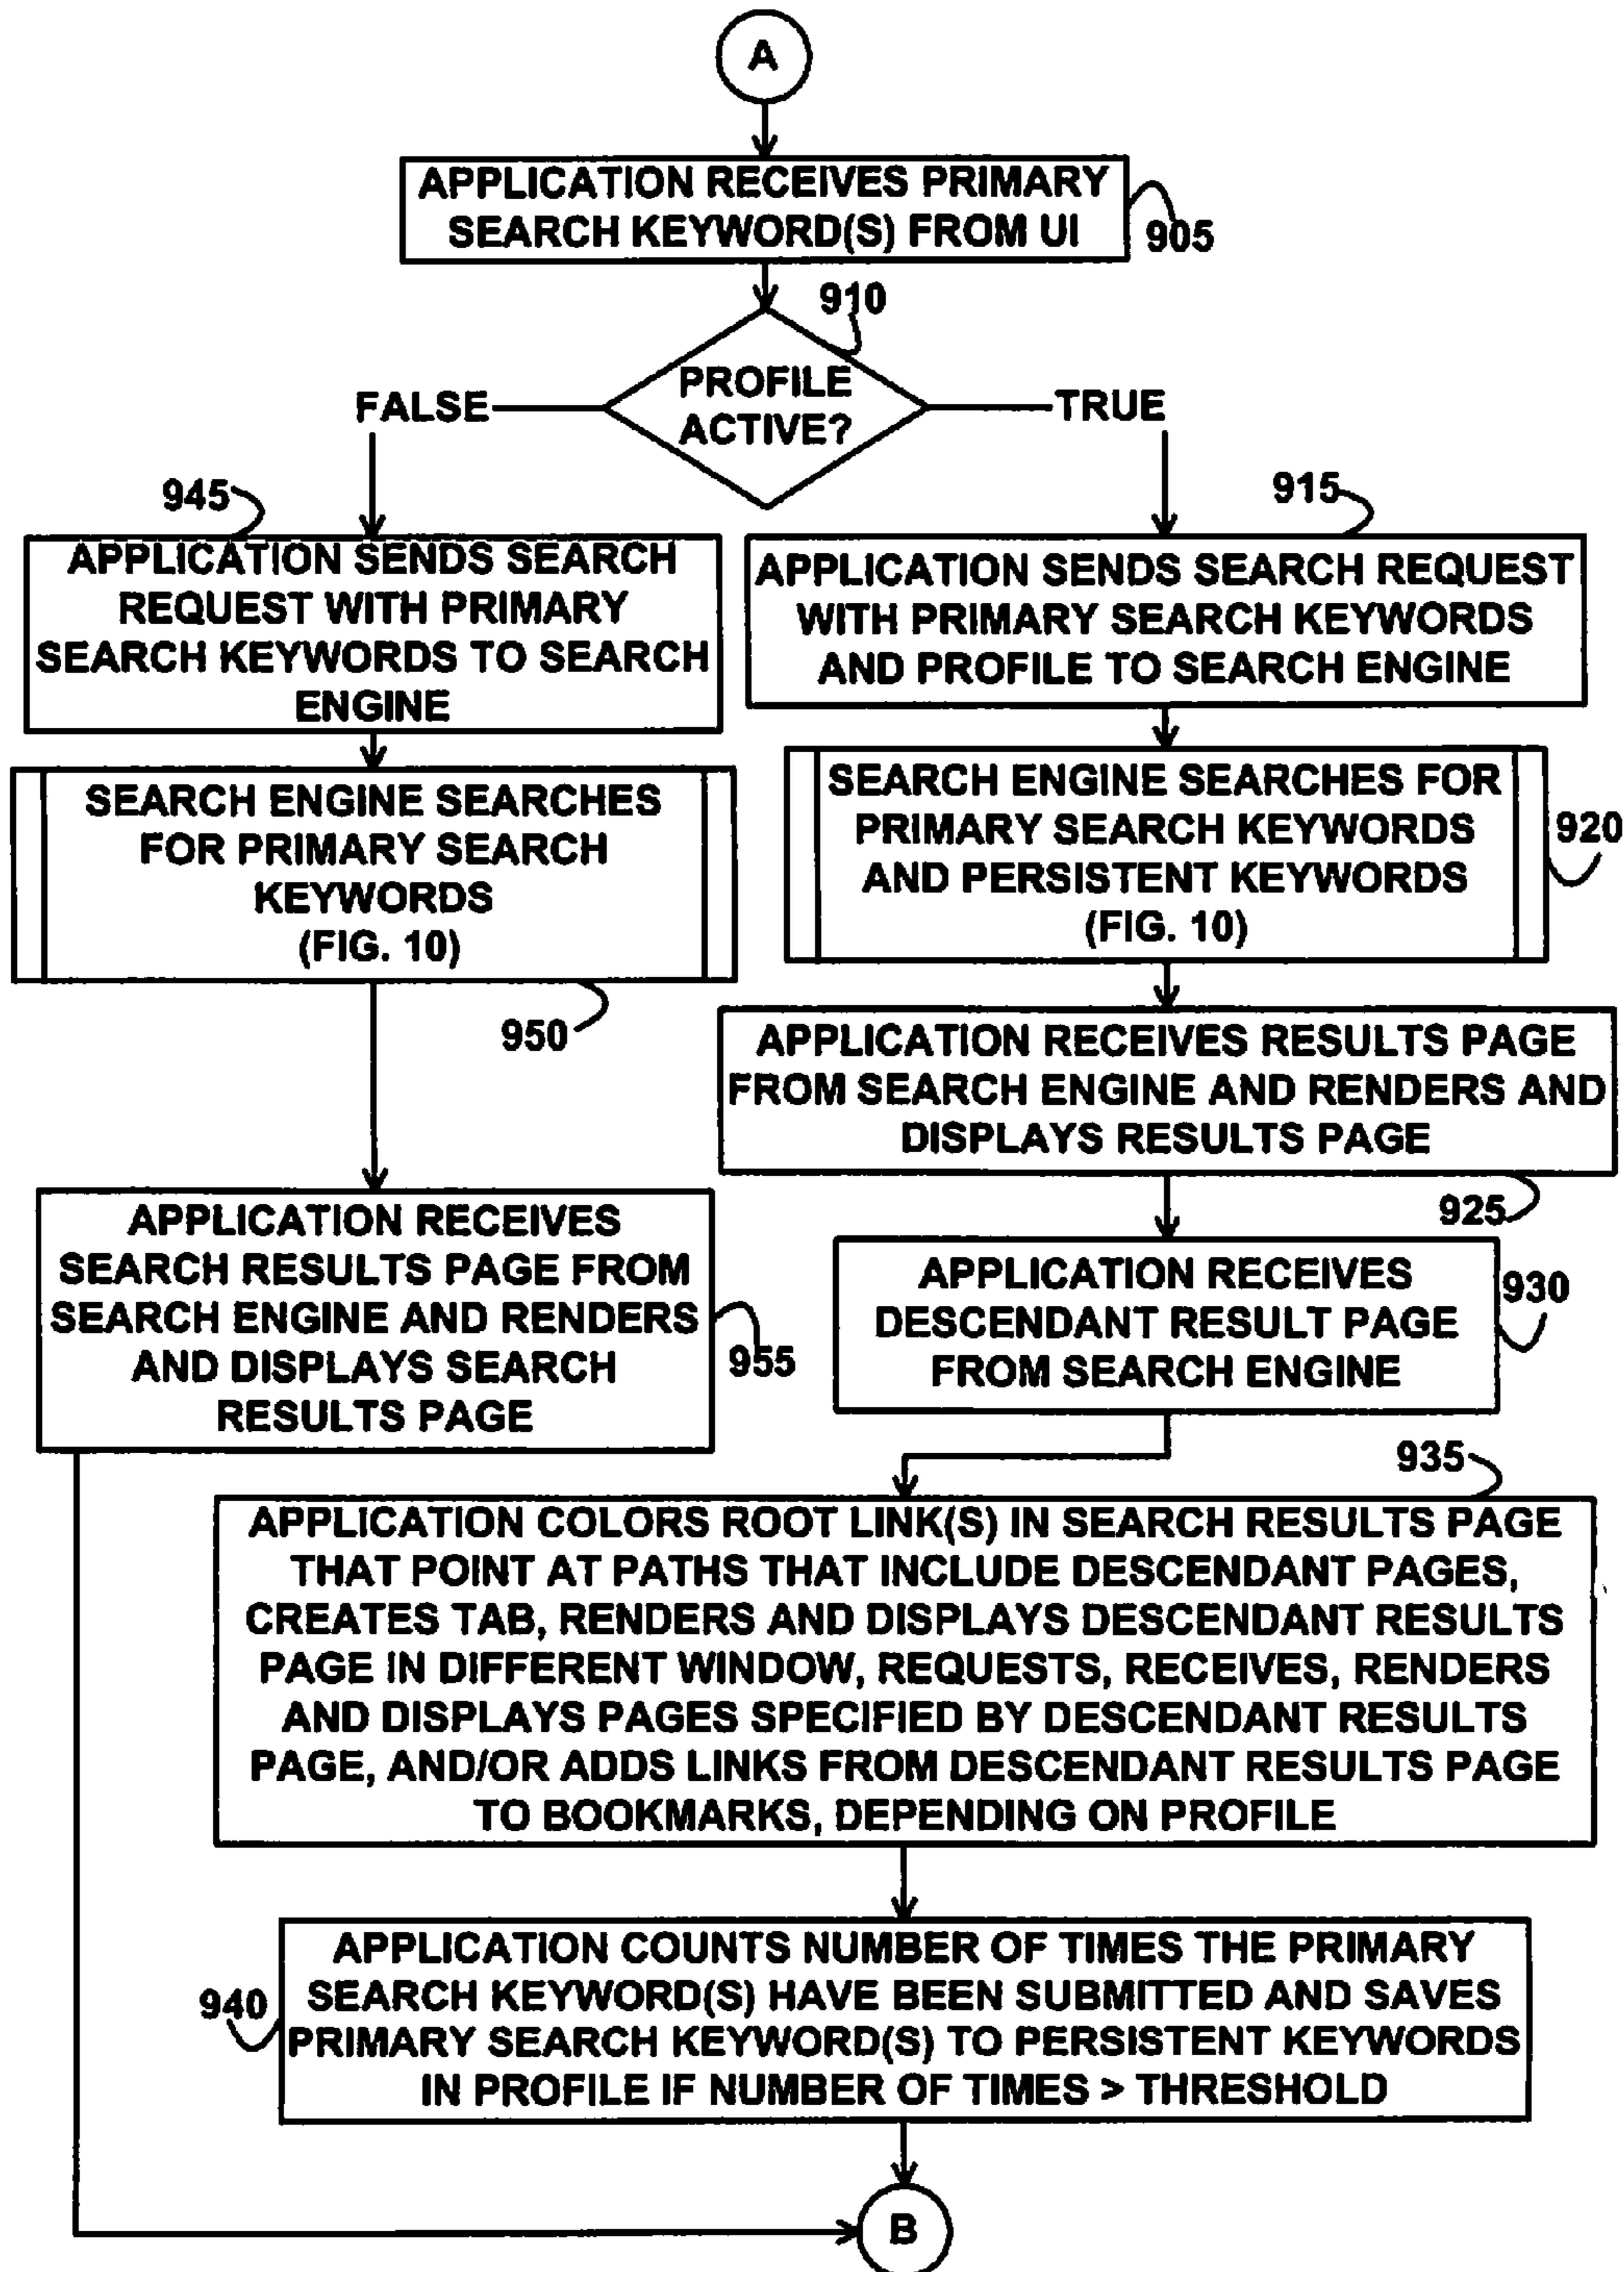 A
APPLICATION RECEIVES PRIMARY
SEARCH KEYWORD(S) FROM UI
905
910
PROFILE
ACTIVE?
FALSE
TRUE
945
APPLICATION SENDS SEARCH
REQUEST WITH PRIMARY
SEARCH KEYWORDS TO SEARCH
ENGINE
915
APPLICATION SENDS SEARCH REQUEST
WITH PRIMARY SEARCH KEYWORDS
AND PROFILE TO SEARCH ENGINE
SEARCH ENGINE SEARCHES
FOR PRIMARY SEARCH
KEYWORDS
(FIG. 10)
950
SEARCH ENGINE SEARCHES FOR
PRIMARY SEARCH KEYWORDS
AND PERSISTENT KEYWORDS
(FIG. 10)
920
APPLICATION RECEIVES RESULTS PAGE
FROM SEARCH ENGINE AND RENDERS AND
DISPLAYS RESULTS PAGE
925
APPLICATION RECEIVES
SEARCH RESULTS PAGE FROM
SEARCH ENGINE AND RENDERS
AND DISPLAYS SEARCH
RESULTS PAGE
955
APPLICATION RECEIVES
DESCENDANT RESULT PAGE
FROM SEARCH ENGINE
930
935
APPLICATION COLORS ROOT LINK(S) IN SEARCH RESULTS PAGE
THAT POINT AT PATHS THAT INCLUDE DESCENDANT PAGES,
CREATES TAB, RENDERS AND DISPLAYS DESCENDANT RESULTS
PAGE IN DIFFERENT WINDOW, REQUESTS, RECEIVES, RENDERS
AND DISPLAYS PAGES SPECIFIED BY DESCENDANT RESULTS
PAGE, AND/OR ADDS LINKS FROM DESCENDANT RESULTS PAGE
TO BOOKMARKS, DEPENDING ON PROFILE
940
APPLICATION COUNTS NUMBER OF TIMES THE PRIMARY
SEARCH KEYWORD(S) HAVE BEEN SUBMITTED AND SAVES
PRIMARY SEARCH KEYWORD(S) TO PERSISTENT KEYWORDS
IN PROFILE IF NUMBER OF TIMES > THRESHOLD
B